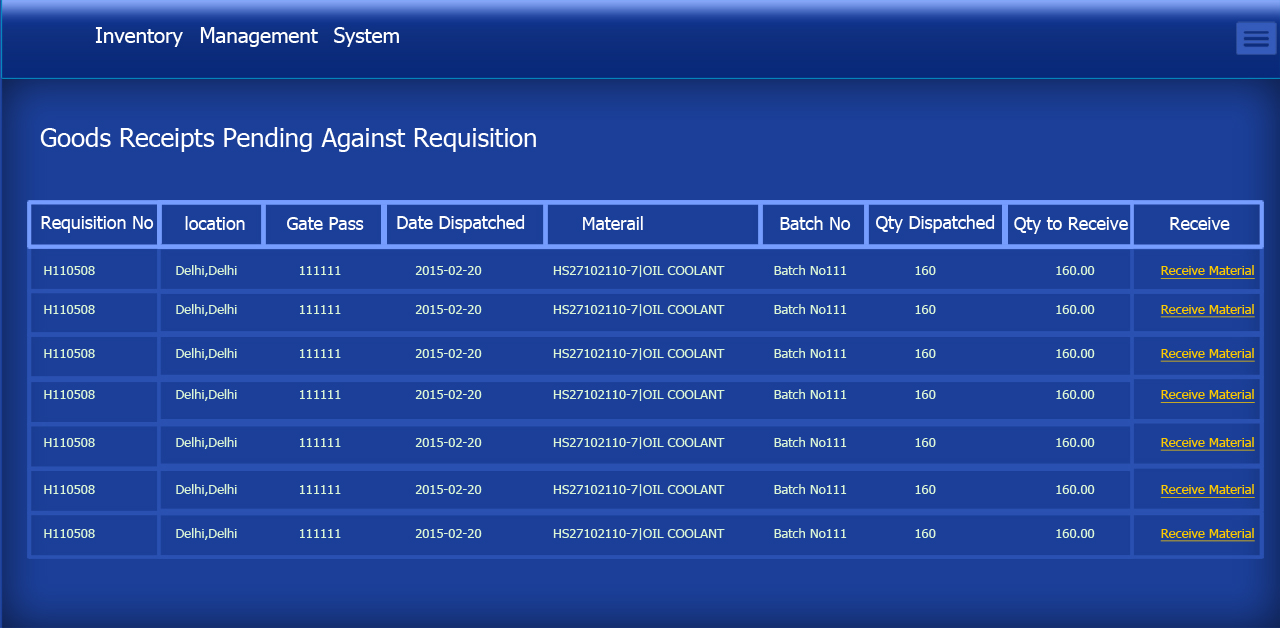 Inventory Management System
Goods Receipts Pending Against Requisition
Requisition No location Gate Pass Date Dispatched Materail Batch No Qty Dispatched Qty to Receive Receive
H110508 Delhi,Delhi 111111 2015-02-20 HS27102110-7|OIL COOLANT Batch No111 160 160.00 Receive Material
H110508 Delhi,Delhi 111111 2015-02-20 HS27102110-7|OIL COOLANT Batch No111 160 160.00 Receive Material
H110508 Delhi,Delhi 111111 2015-02-20 HS27102110-7|OIL COOLANT Batch No111 160 160.00 Receive Material
H110508 Delhi,Delhi 111111 2015-02-20 HS27102110-7|OIL COOLANT Batch No111 160 160.00 Receive Material
H110508 Delhi,Delhi 111111 2015-02-20 HS27102110-7|OIL COOLANT Batch No111 160 160.00 Receive Material
H110508 Delhi,Delhi 111111 2015-02-20 HS27102110-7|OIL COOLANT Batch No111 160 160.00 Receive Material
H110508 Delhi,Delhi 111111 2015-02-20 HS27102110-7|OIL COOLANT Batch No111 160 160.00 Receive Material